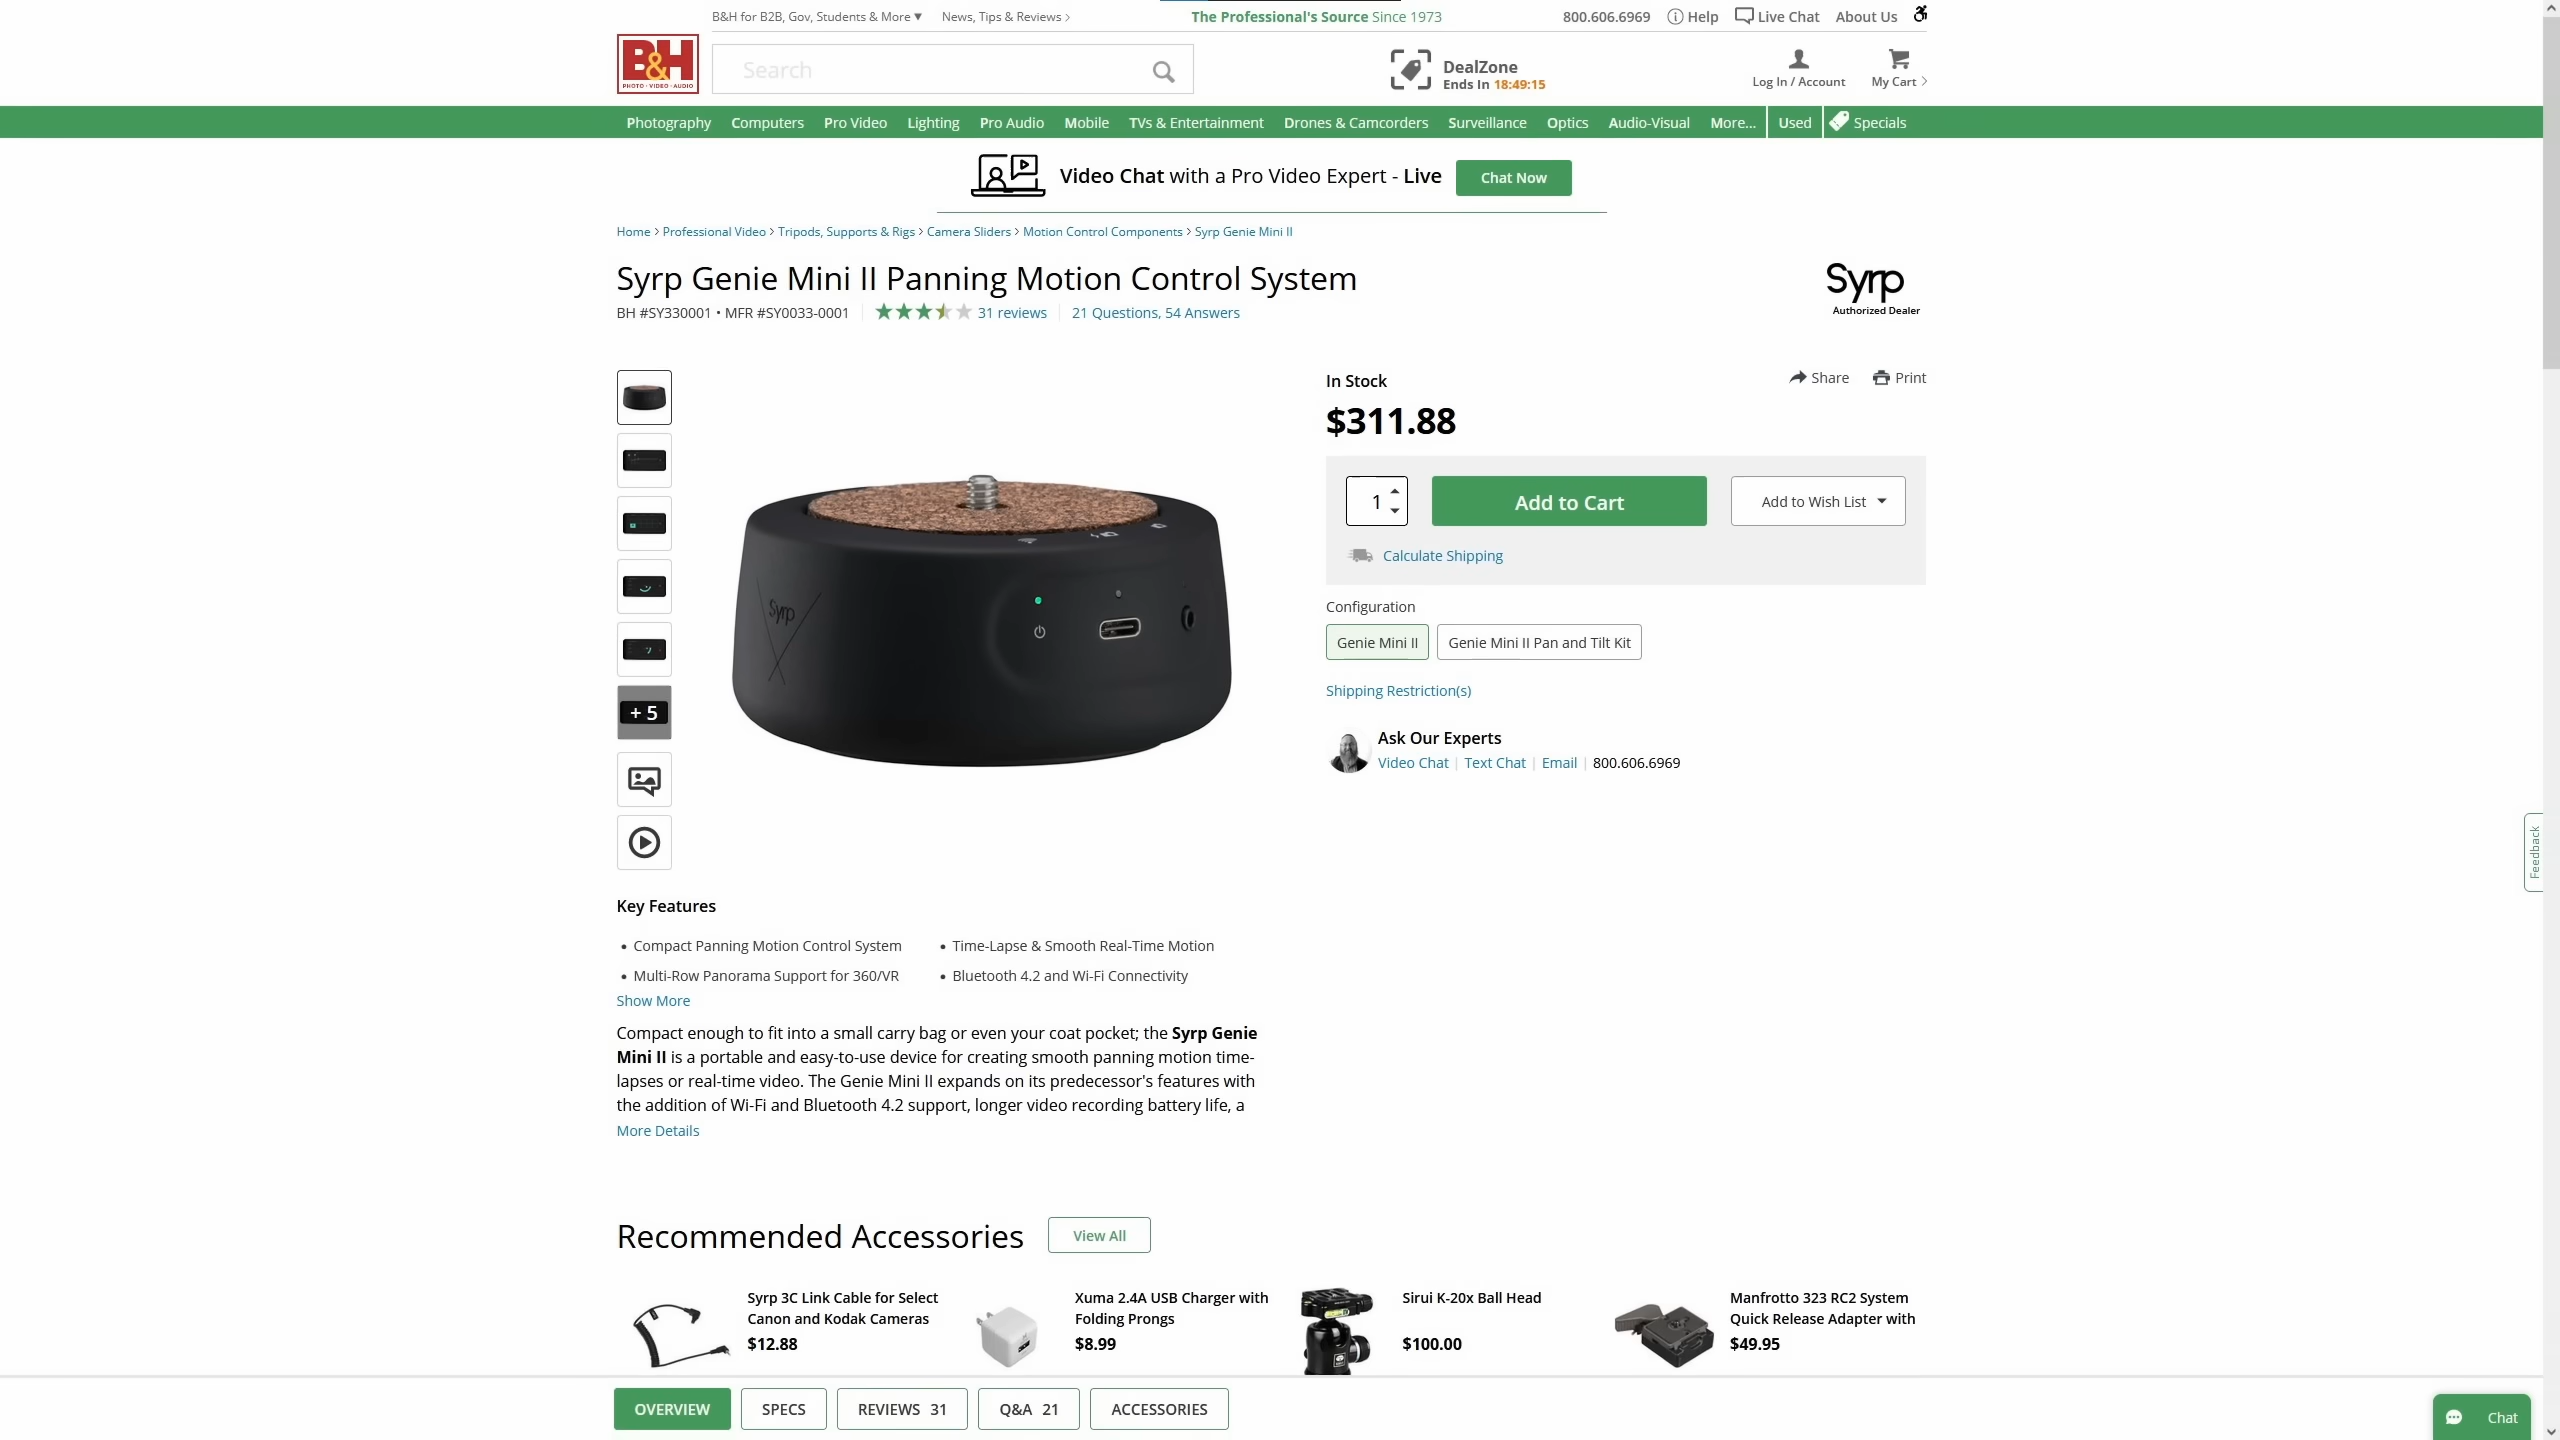 B&H for B2B, Gov, Students & More ▾ News, Tips & Reviews >
The Professional's Source Since 1973
800.606.6969 Help Live Chat About Us
B&H
PHOTO · VIDEO · AUDIO
Search
DealZone
Ends In 18:49:15
Log In / Account My Cart >
Photography Computers Pro Video Lighting Pro Audio Mobile TVs & Entertainment Drones & Camcorders Surveillance Optics Audio-Visual More... Used Specials
Video Chat with a Pro Video Expert - Live Chat Now
Home > Professional Video > Tripods, Supports & Rigs > Camera Sliders > Motion Control Components > Syrp Genie Mini II
Syrp Genie Mini II Panning Motion Control System
BH #SY330001 • MFR #SY0033-0001 31 reviews 21 Questions, 54 Answers
Syrp
Authorized Dealer
In Stock
Share Print
$311.88
1 Add to Cart Add to Wish List
Calculate Shipping
Configuration
Genie Mini II Genie Mini II Pan and Tilt Kit
Shipping Restriction(s)
Ask Our Experts
Video Chat | Text Chat | Email | 800.606.6969
Syrp
+ 5
Feedback
Key Features
• Compact Panning Motion Control System
• Time-Lapse & Smooth Real-Time Motion
• Multi-Row Panorama Support for 360/VR
• Bluetooth 4.2 and Wi-Fi Connectivity
Show More
Compact enough to fit into a small carry bag or even your coat pocket; the Syrp Genie
Mini II is a portable and easy-to-use device for creating smooth panning motion time-
lapses or real-time video. The Genie Mini II expands on its predecessor's features with
the addition of Wi-Fi and Bluetooth 4.2 support, longer video recording battery life, a
More Details
Recommended Accessories View All
Syrp 3C Link Cable for Select
Canon and Kodak Cameras
$12.88
Xuma 2.4A USB Charger with
Folding Prongs
$8.99
Sirui K-20x Ball Head
$100.00
Manfrotto 323 RC2 System
Quick Release Adapter with
$49.95
OVERVIEW SPECS REVIEWS 31 Q&A 21 ACCESSORIES
Chat